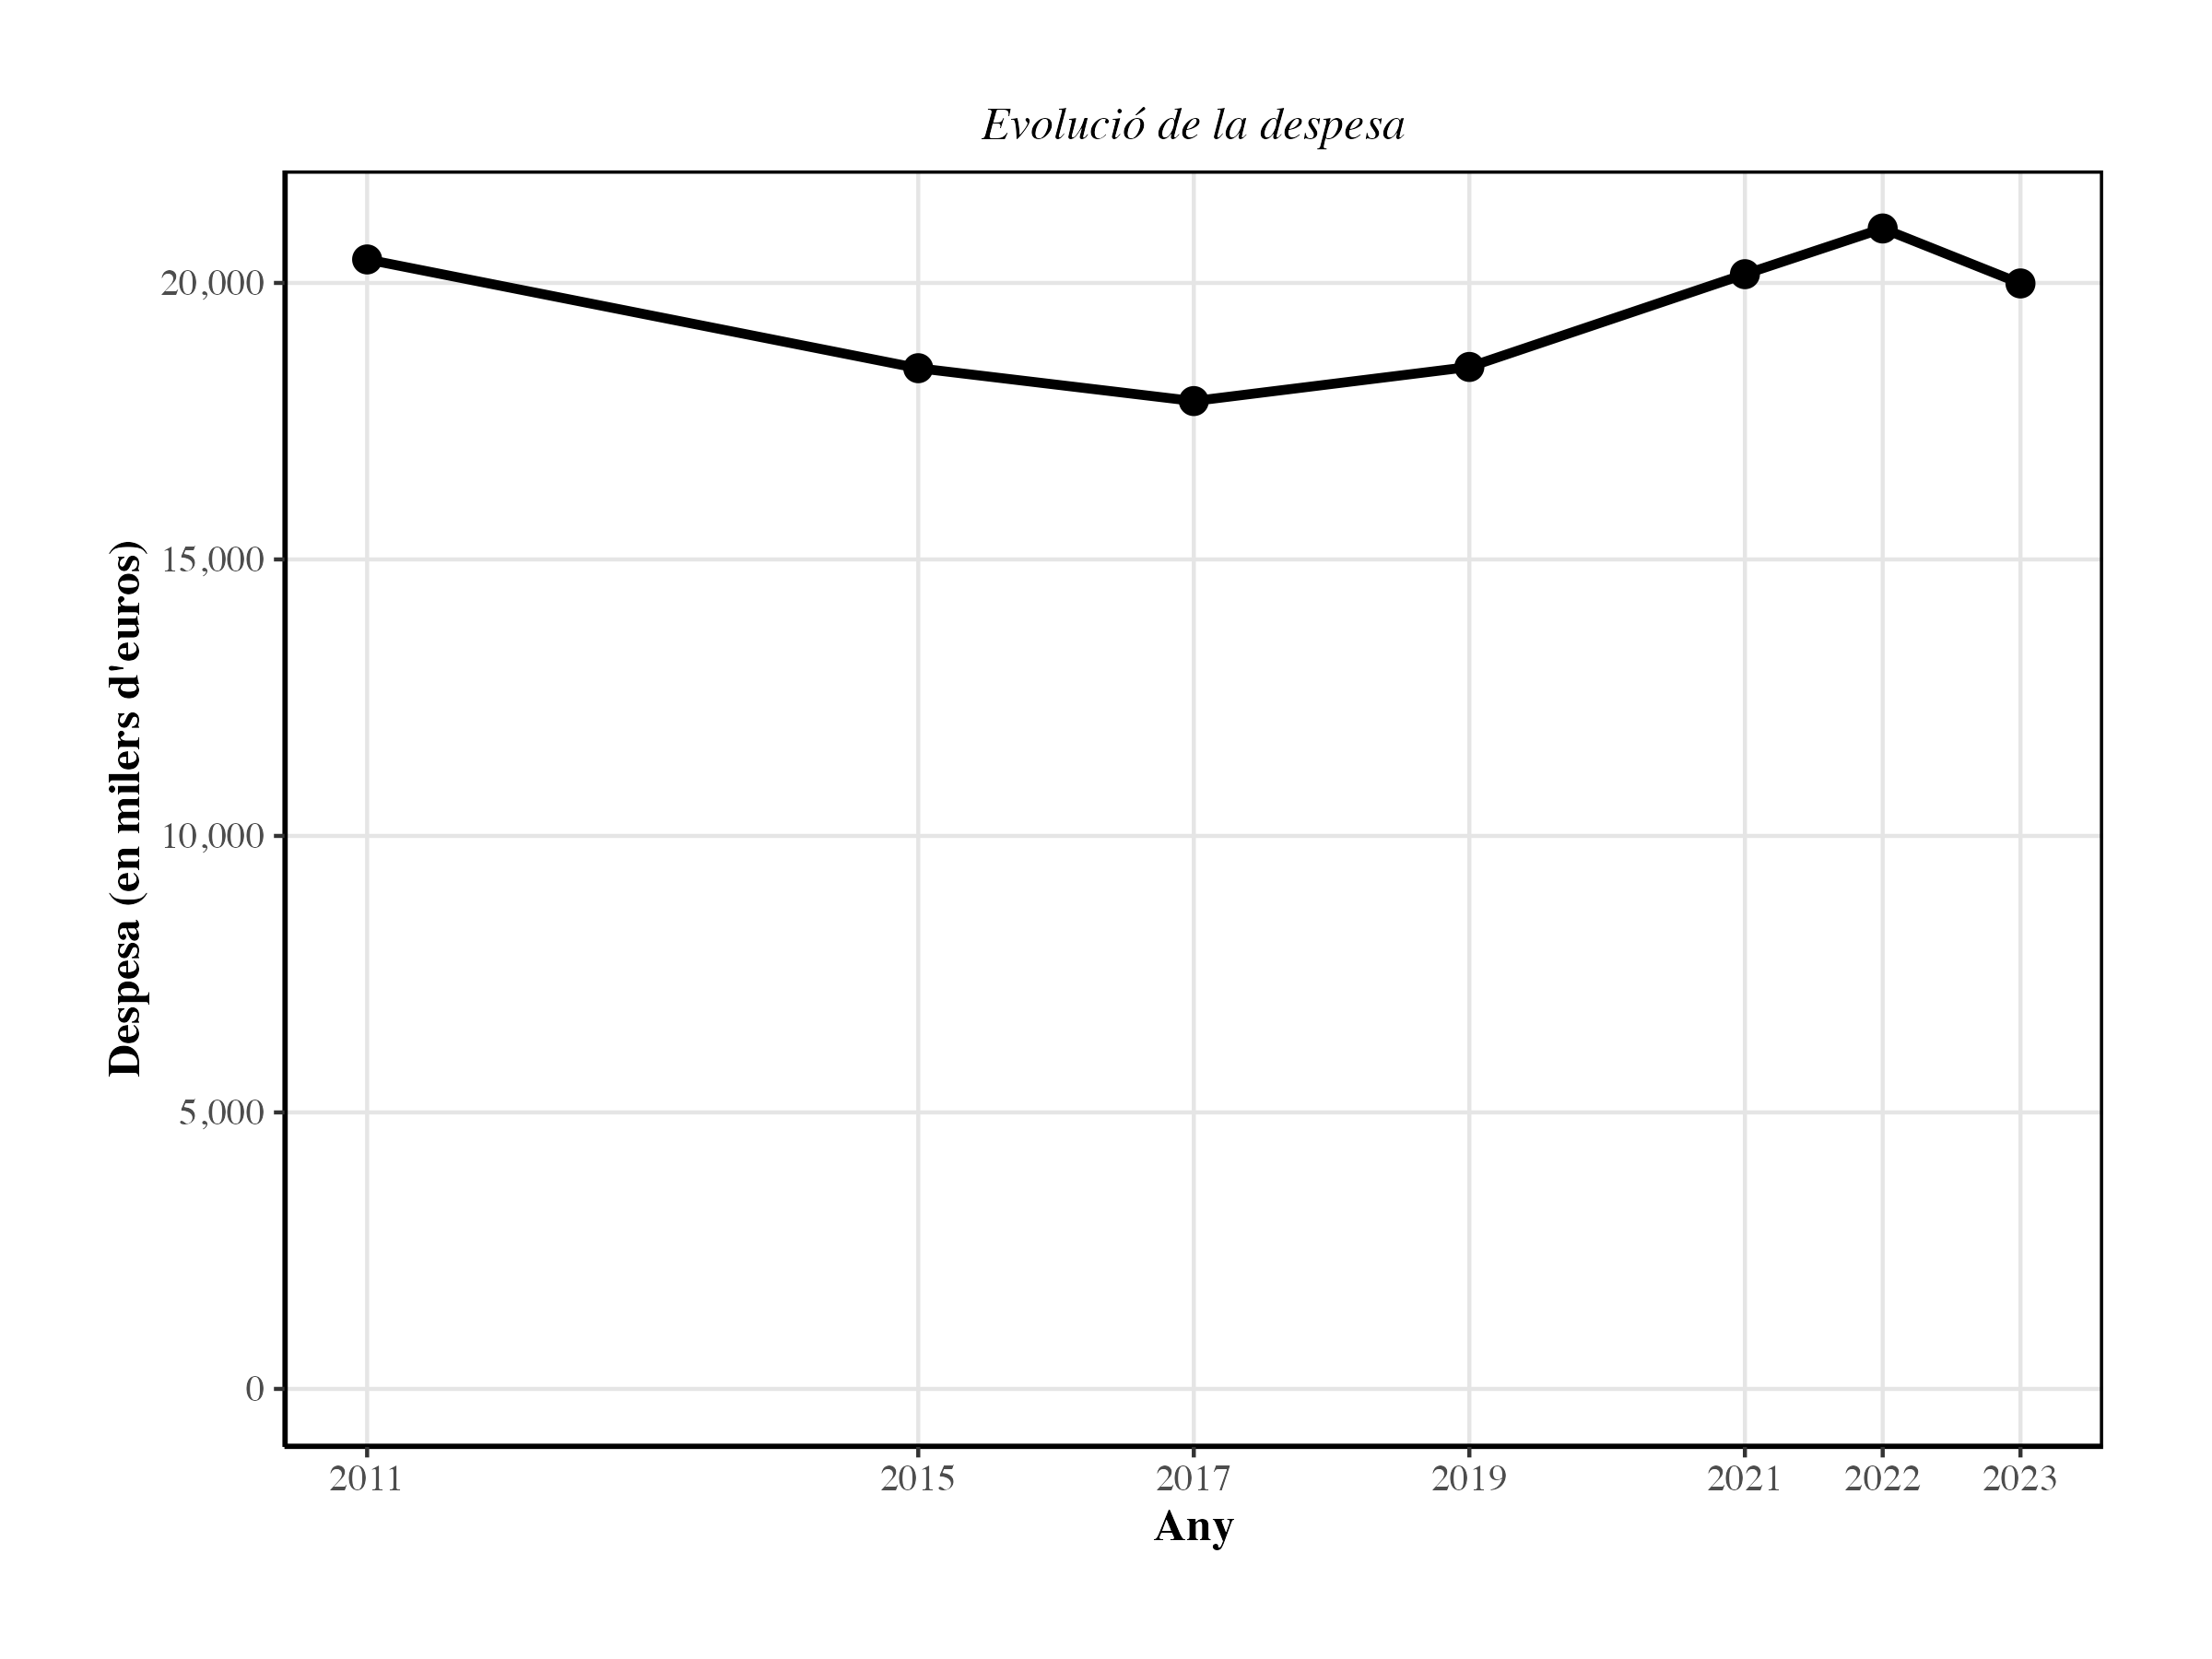 Evolució de la despesa
Despesa (en milers d'euros)
20,000
15,000
10,000
5,000
0
2011 2015 2017 2019 2021 2022 2023
Any